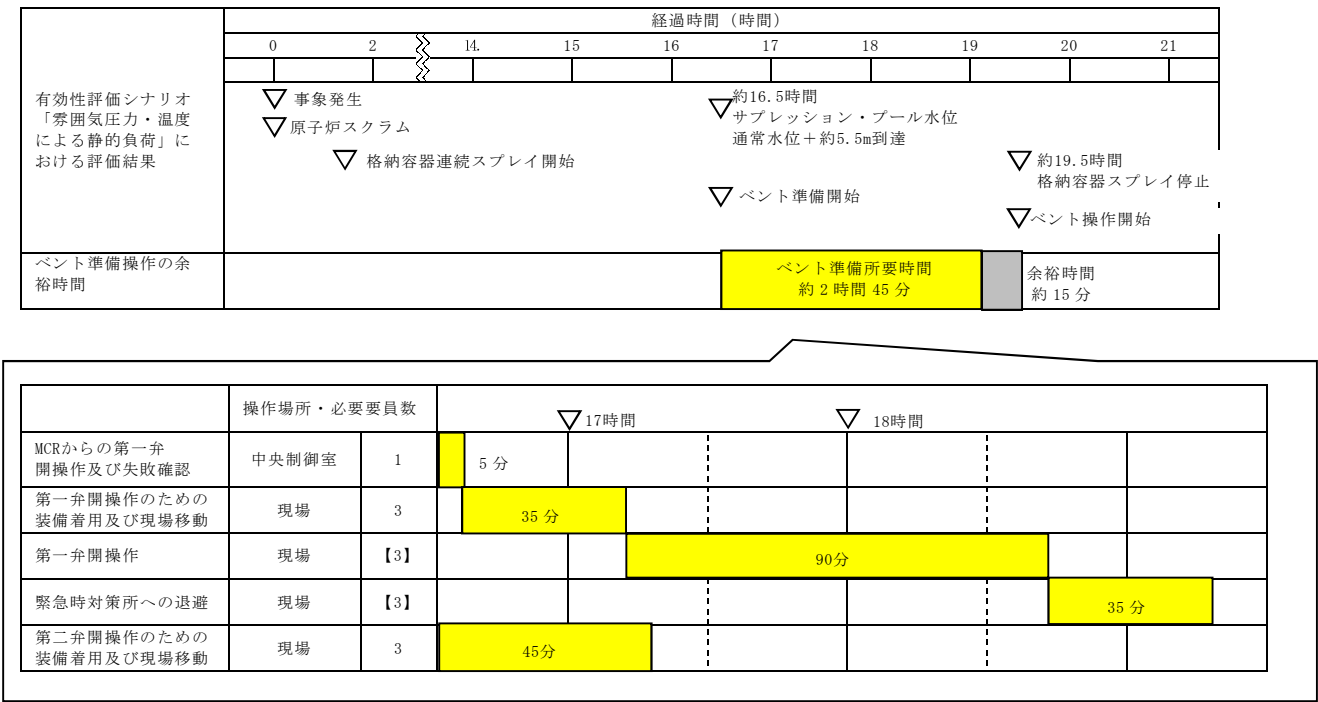 経過時間（時間）
0 2 14. 15 16 17 18 19 20 21
有効性評価シナリオ
「雰囲気圧力・温度
による静的負荷」に
おける評価結果
事象発生
原子炉スクラム
格納容器連続スプレイ開始
約16.5時間
サプレッション・プール水位
通常水位＋約5.5m到達
ベント準備開始
約19.5時間
格納容器スプレイ停止
ベント操作開始
ベント準備操作の余
裕時間
ベント準備所要時間
約 2 時間 45 分
余裕時間
約 15 分
操作場所・必要要員数
17時間
18時間
MCRからの第一弁
開操作及び失敗確認
中央制御室
1
5 分
第一弁開操作のための
装備着用及び現場移動
現場
3
35 分
第一弁開操作
現場
【3】
90分
緊急時対策所への退避
現場
【3】
35 分
第二弁開操作のための
装備着用及び現場移動
現場
3
45分